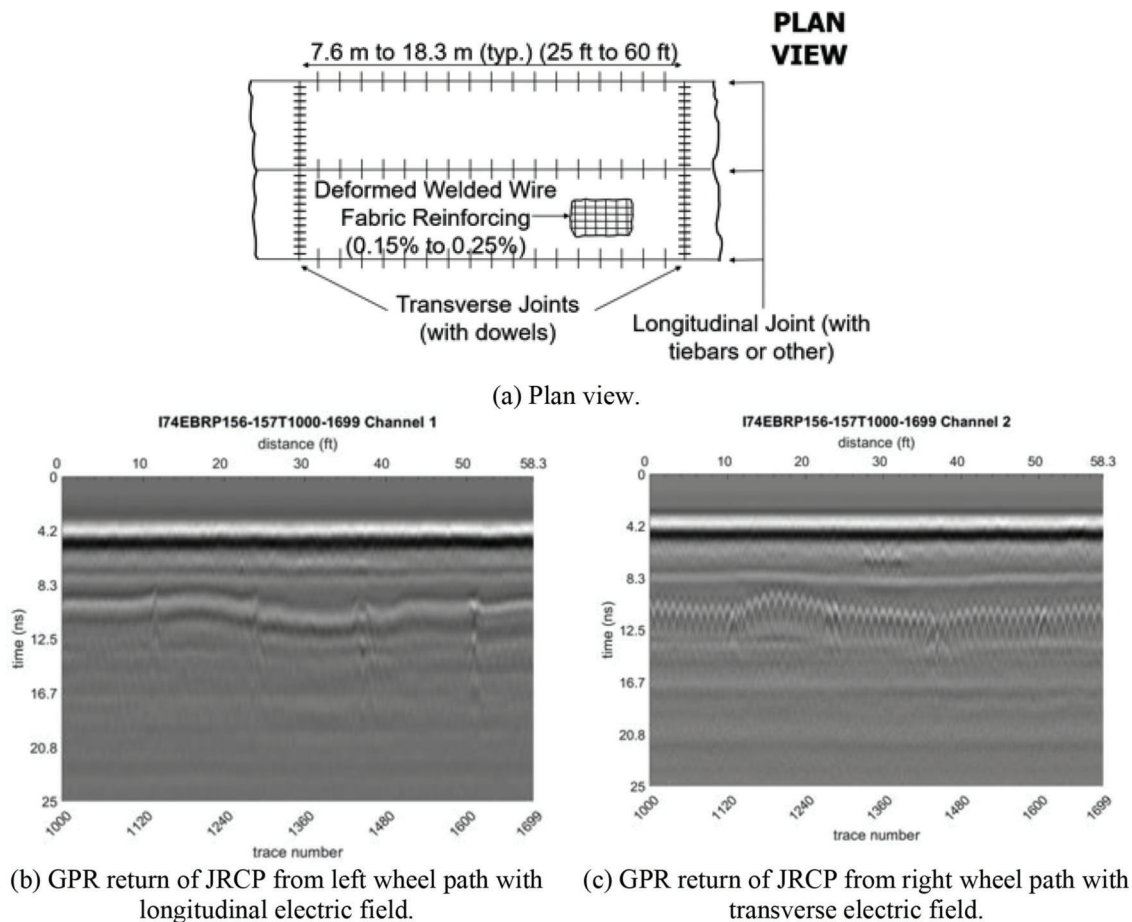 PLAN
VIEW
7.6 m to 18.3 m (typ.) (25 ft to 60 ft)
Deformed Welded Wire
Fabric Reinforcing
(0.15% to 0.25%)
Transverse Joints
(with dowels)
Longitudinal Joint (with
tiebars or other)
(a) Plan view.
I74EBRP156-157T1000-1699 Channel 1
distance (ft)
0 10 20 30 40 50 58.3
0
4.2
8.3
12.5
16.7
20.8
25
time (ns)
1000 1120 1240 1360 1480 1600 1699
trace number
I74EBRP156-157T1000-1699 Channel 2
distance (ft)
0 10 20 30 40 50 58.3
0
4.2
8.3
12.5
16.7
20.8
25
time (ns)
1000 1120 1240 1360 1480 1600 1699
trace number
(b) GPR return of JRCP from left wheel path with
longitudinal electric field.
(c) GPR return of JRCP from right wheel path with
transverse electric field.